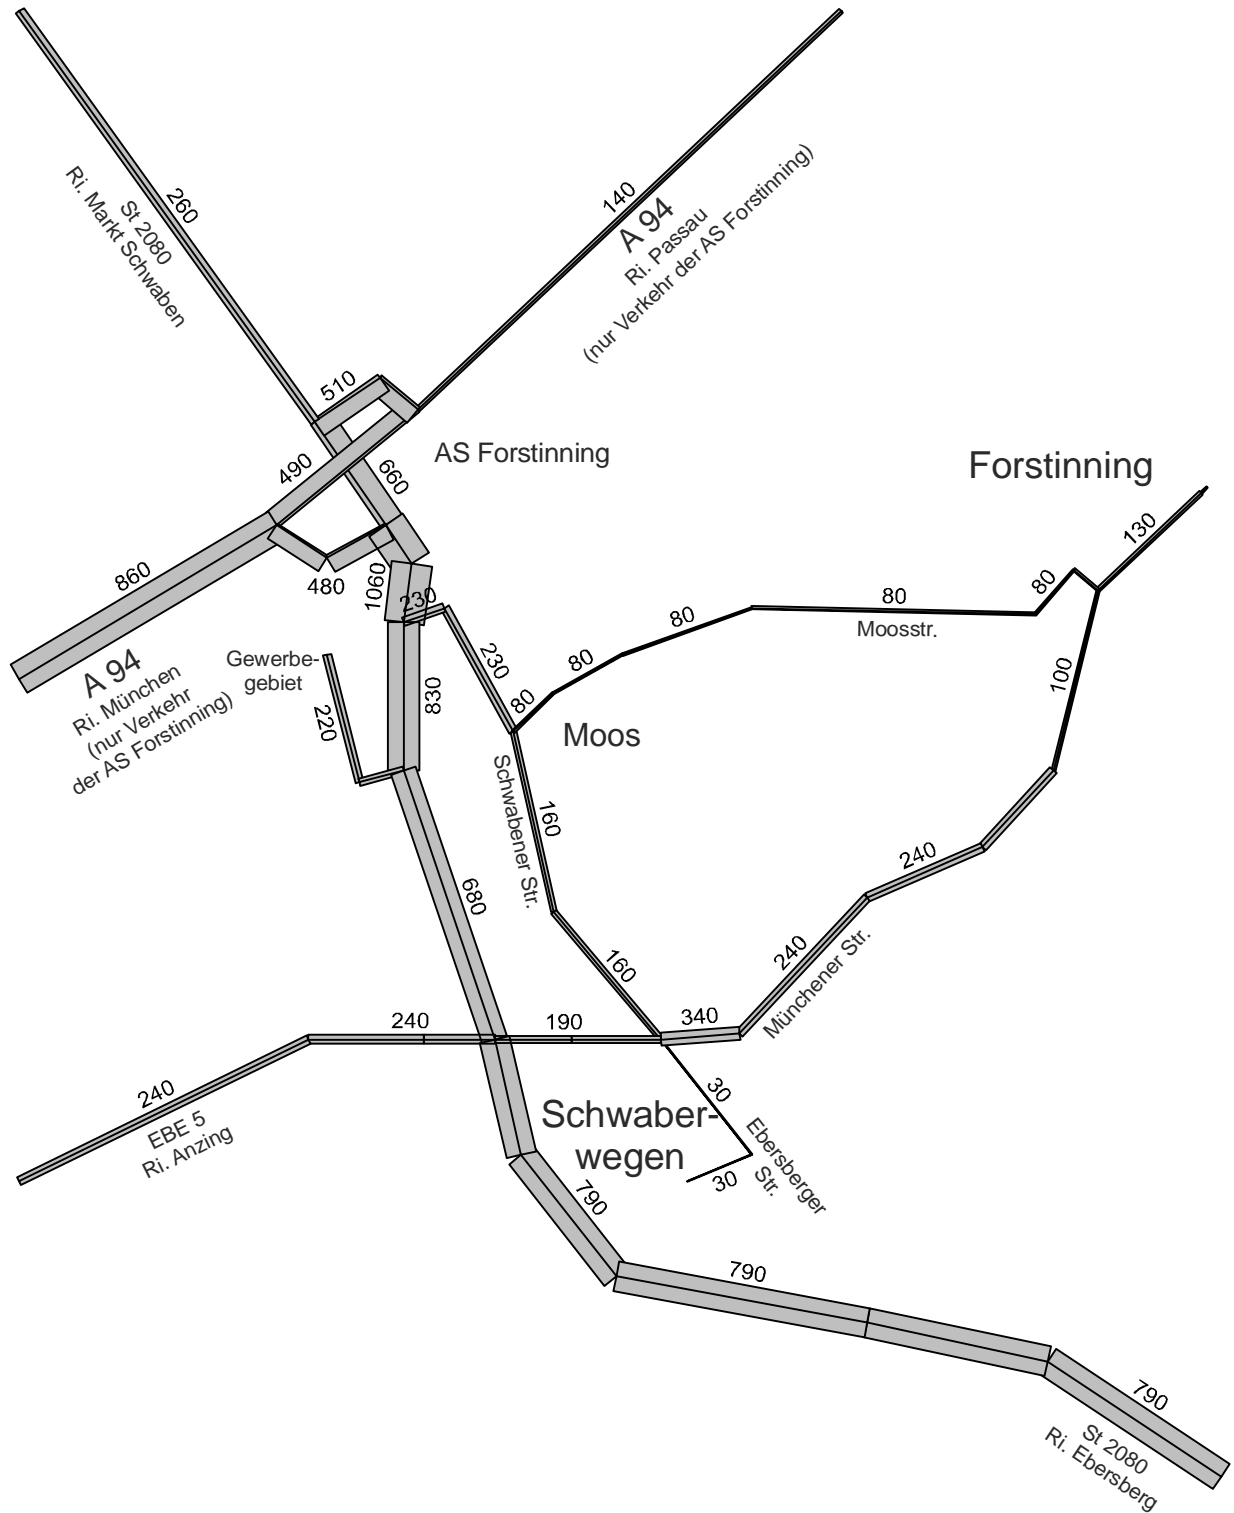 260
St 2080
Ri. Markt Schwaben
140
A 94
Ri. Passau
(nur Verkehr der AS Forstinning)
510
AS Forstinning
490
660
Forstinning
130
860
480
1060
230
80
80
Moosstr.
80
A 94
Ri. München
(nur Verkehr
der AS Forstinning)
Gewerbe-
gebiet
220
830
230
80
80
Moos
100
Schwabener Str.
160
680
240
160
240
Münchener Str.
240
190
340
240
EBE 5
Ri. Anzing
Schwaber-
wegen
30
30
Ebersberger
Str.
790
790
790
St 2080
Ri. Ebersberg